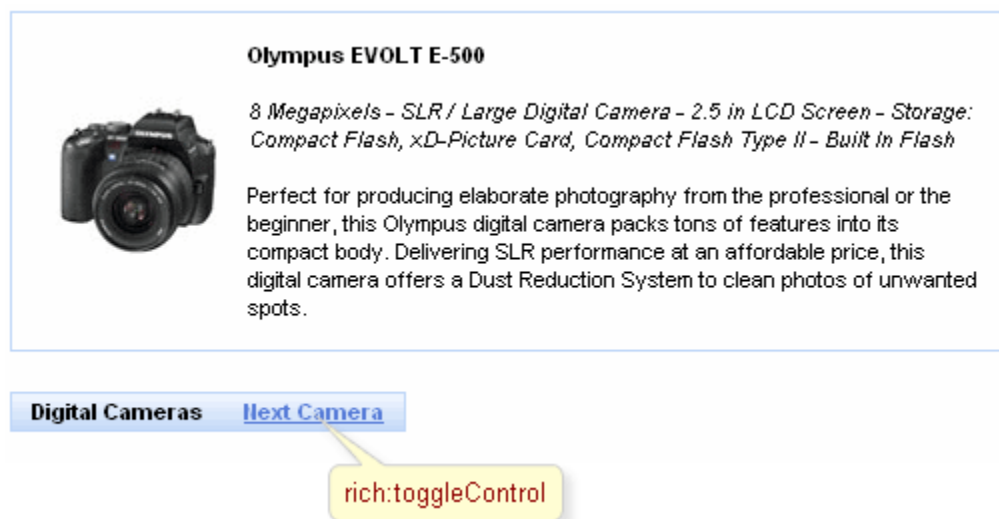 Olympus EVOLT E-500
8 Megapixels - SLR / Large Digital Camera - 2.5 in LCD Screen - Storage:
Compact Flash, xD-Picture Card, Compact Flash Type II - Built In Flash
Perfect for producing elaborate photography from the professional or the
beginner, this Olympus digital camera packs tons of features into its
compact body. Delivering SLR performance at an affordable price, this
digital camera offers a Dust Reduction System to clean photos of unwanted
spots.
Digital Cameras Next Camera
rich:toggleControl